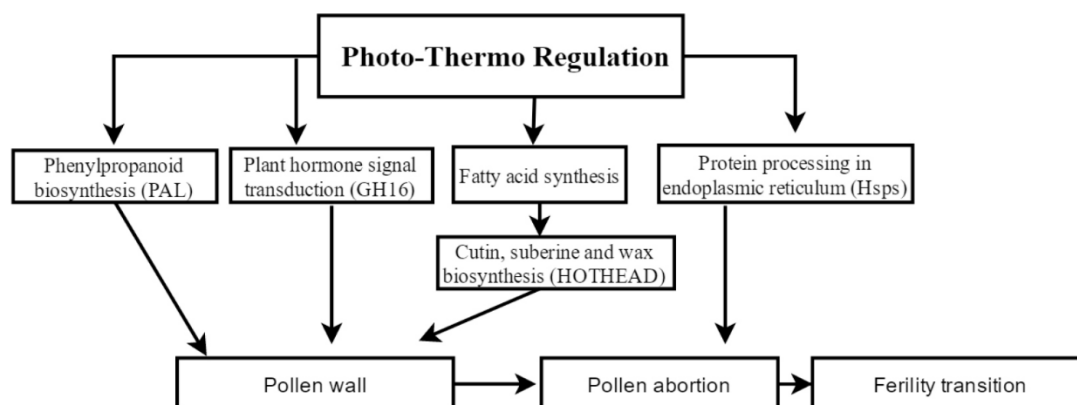 Photo-Thermo Regulation
Phenylpropanoid
biosynthesis (PAL)
Plant hormone signal
transduction (GH16)
Fatty acid synthesis
Protein processing in
endoplasmic reticulum (Hsps)
Cutin, suberine and wax
biosynthesis (HOTHEAD)
Pollen wall
Pollen abortion
Ferility transition